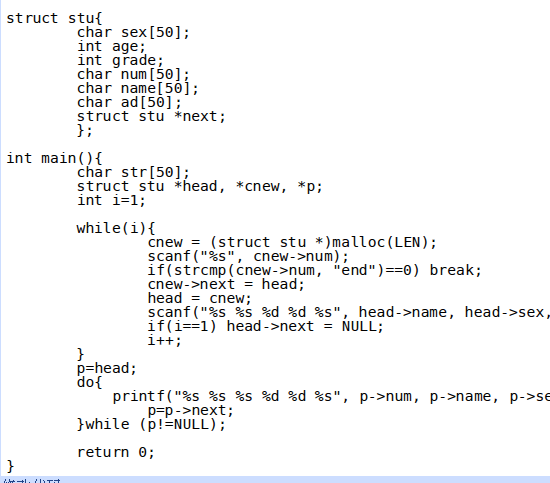 struct stu{
char sex[50];
int age;
int grade;
char num[50];
char name[50];
char ad[50];
struct stu *next;
};
int main(){
char str[50];
struct stu *head, *cnew, *p;
int i=1;
while(i){
cnew = (struct stu *)malloc(LEN);
scanf("%s", cnew->num);
if(strcmp(cnew->num, "end")==0) break;
cnew->next = head;
head = cnew;
scanf("%s %s %d %d %s", head->name, head->sex,
if(i==1) head->next = NULL;
i++;
}
p=head;
do{
printf("%s %s %s %d %d %s", p->num, p->name, p->se
p=p->next;
}while (p!=NULL);
return 0;
}